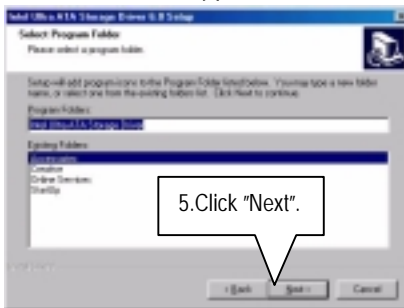 Intel Ultra ATA Storage Driver 6.0 Setup
Select Program Folder
Please select a program folder.
Setup will add program icons to the Program Folder listed below. You may type a new folder
name, or select one from the existing folders list. Click Next to continue.
Program Folders:
Intel Ultra ATA Storage Driver
Existing Folders:
Accessories
Creative
Online Services
StartUp
5.Click "Next".
< Back
Next >
Cancel